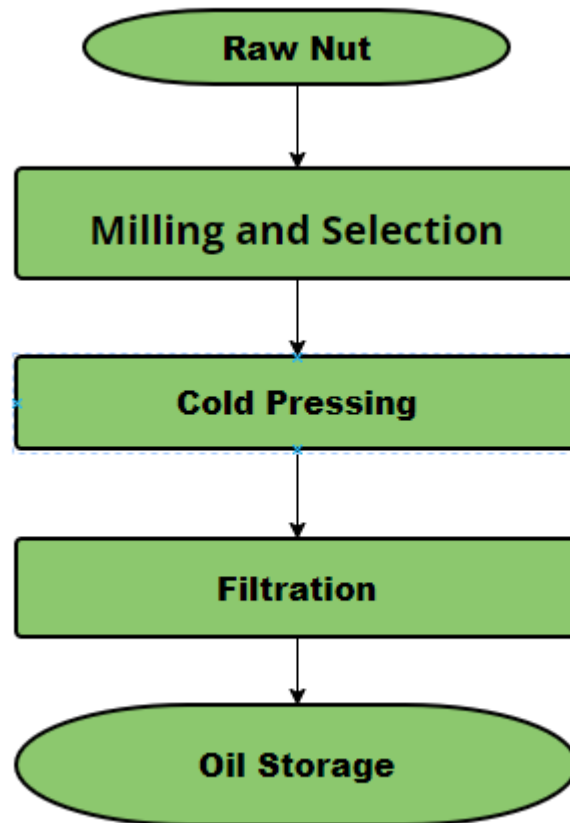 Raw Nut
Milling and Selection
Cold Pressing
Filtration
Oil Storage